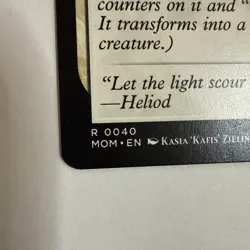 counters on it and "
It transforms into a
creature.)
"Let the light scour
—Heliod
R 0040
MOM • EN KASIA 'KAFIS' ZIELIN